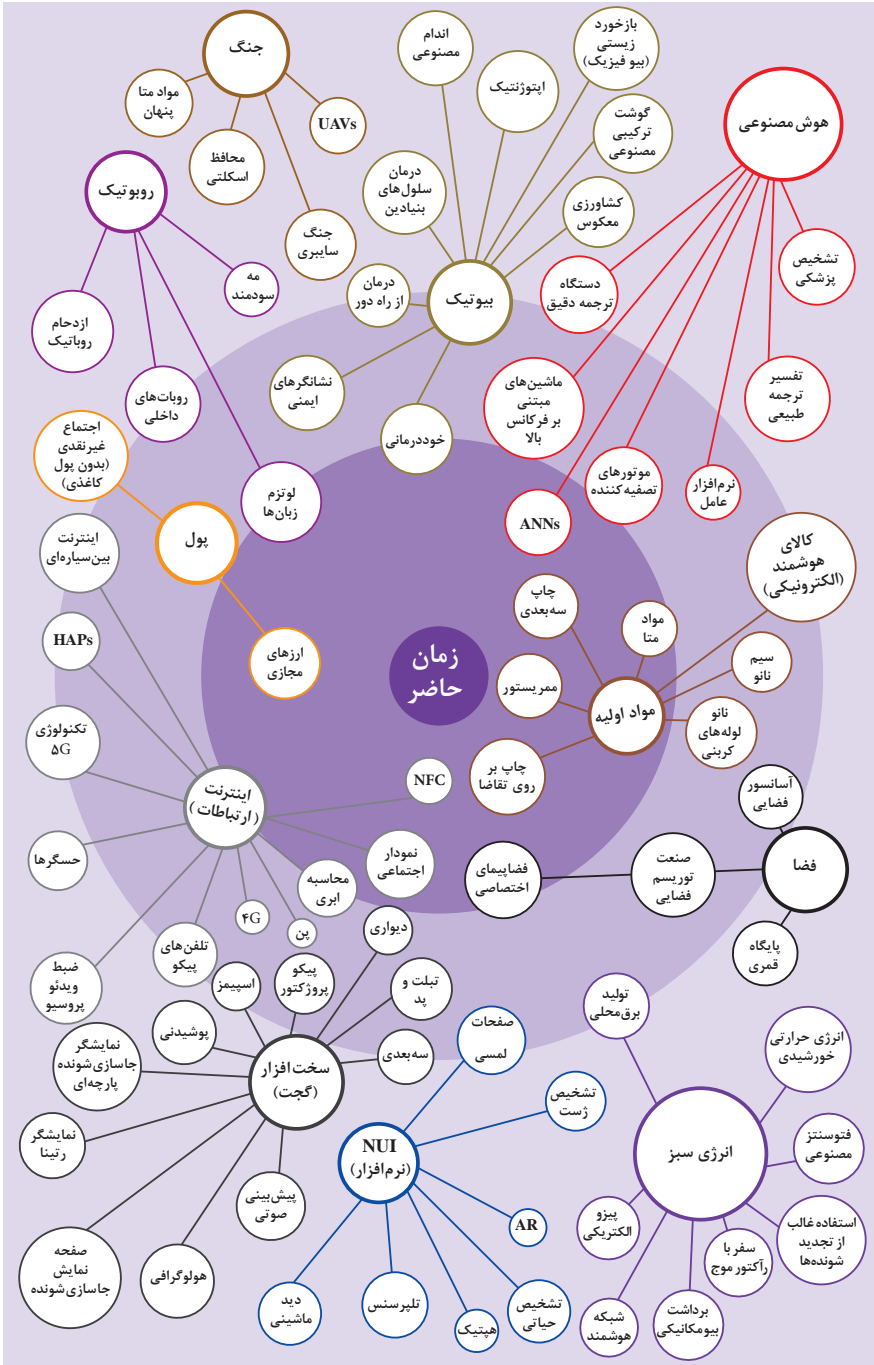 جنگ
مواد متا
پنهان
محافظ
اسکلتی
UAVs
جنگ
سایبری
روبوتیک
ازدحام
روباتیک
روبات‌های
داخلی
مه
سودمند
لوتزم
زبان‌ها
بیوتیک
اندام
مصنوعی
اپتوژنتیک
بازخورد
زیستی
(بیو فیزیک)
گوشت
ترکیبی
مصنوعی
کشاورزی
معکوس
درمان
سلول‌های
بنیادین
درمان
از راه دور
نشانگرهای
ایمنی
خوددرمانی
هوش مصنوعی
تشخیص
پزشکی
دستگاه
ترجمه دقیق
تفسیر
ترجمه
طبیعی
ماشین‌های
مبتنی
بر فرکانس
بالا
موتورهای
تصفیه‌کننده
نرم‌افزار
عامل
ANNs
پول
اجتماع
غیرنقدی
(بدون پول
کاغذی)
ارزهای
مجازی
زمان
حاضر
مواد اولیه
کالای
هوشمند
(الکترونیکی)
چاپ
سه‌بعدی
مواد
متا
سیم
نانو
ممریستور
نانو
لوله‌های
کربنی
چاپ بر
روی تقاضا
اینترنت
(ارتباطات)
اینترنت
بین‌سیاره‌ای
HAPs
تکنولوژی
۵G
حسگرها
ضبط
ویدئو
پروسیو
تلفن‌های
پیکو
۴G
پن
محاسبه
ابری
نمودار
اجتماعی
NFC
فضا
آسانسور
فضایی
صنعت
توریسم
فضایی
فضاپیمای
اختصاصی
پایگاه
قمری
سخت‌افزار
(گجت)
دیواری
پیکو
پروژکتور
اسپیمز
تبلت و
پد
پوشیدنی
سه‌بعدی
نمایشگر
جاسازی‌شونده
پارچه‌ای
نمایشگر
رتینا
صفحه
نمایش
جاسازی‌شونده
هولوگرافی
پیش‌بینی
صوتی
NUI
(نرم‌افزار)
صفحات
لمسی
تشخیص
ژست
AR
تشخیص
حیاتی
هپتیک
تلپرسنس
دید
ماشینی
انرژی سبز
تولید
برق‌محلی
انرژی حرارتی
خورشیدی
فتوسنتز
مصنوعی
استفاده غالب
از تجدید
شونده‌ها
سفر با
رآکتور موج
برداشت
بیومکانیکی
شبکه
هوشمند
پیزو
الکتریکی